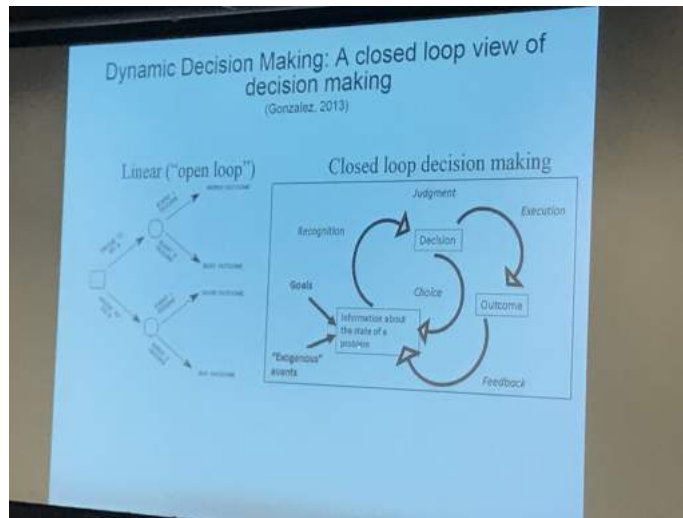 Dynamic Decision Making: A closed loop view of
decision making
(Gonzalez, 2013)
Linear ("open loop")
Closed loop decision making
Judgment
Execution
Recognition
Decision
Goals
Choice
Outcome
Information about
the state of a
problem
"Exogenous"
events
Feedback